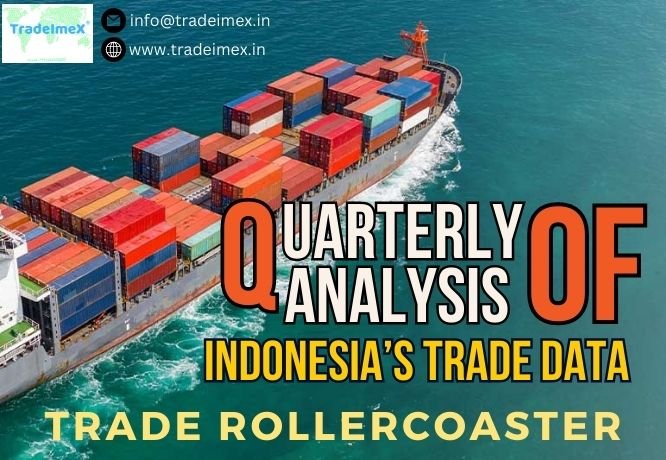 TradeImeX®
info@tradeimex.in
www.tradeimex.in
QUARTERLY
ANALYSIS OF
INDONESIA'S TRADE DATA
TRADE ROLLERCOASTER